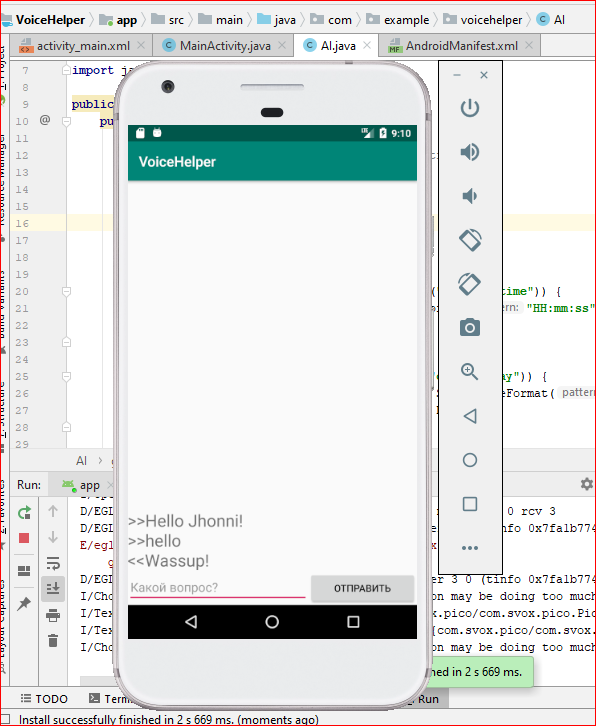 VoiceHelper app src main java com example voicehelper AI
activity_main.xml MainActivity.java AI.java AndroidManifest.xml
7 import
8
9 public
10 @
11
12
13
14
15
16
17
18
19
20 time")) {
21 pattern: "HH:mm:ss"
22
23
24
25 ay")) {
26 eFormat( pattern
27
28
29
9:10
VoiceHelper
>>Hello Jhonni!
>>hello
<<Wassup!
Какой вопрос?
ОТПРАВИТЬ
AI
Run: app
D/EGL 0 rcv 3
D/EGL tinfo 0x7fa1b774
E/egl
D/EGL er 3 0 (tinfo 0x7fa1b774
I/Cho on may be doing too much
I/Tex x.pico/com.svox.pico.Pic
I/Tex [com.svox.pico/com.svox.
I/Cho on may be doing too much
hed in 2 s 669 ms.
TODO Run
Install successfully finished in 2 s 669 ms. (moments ago)